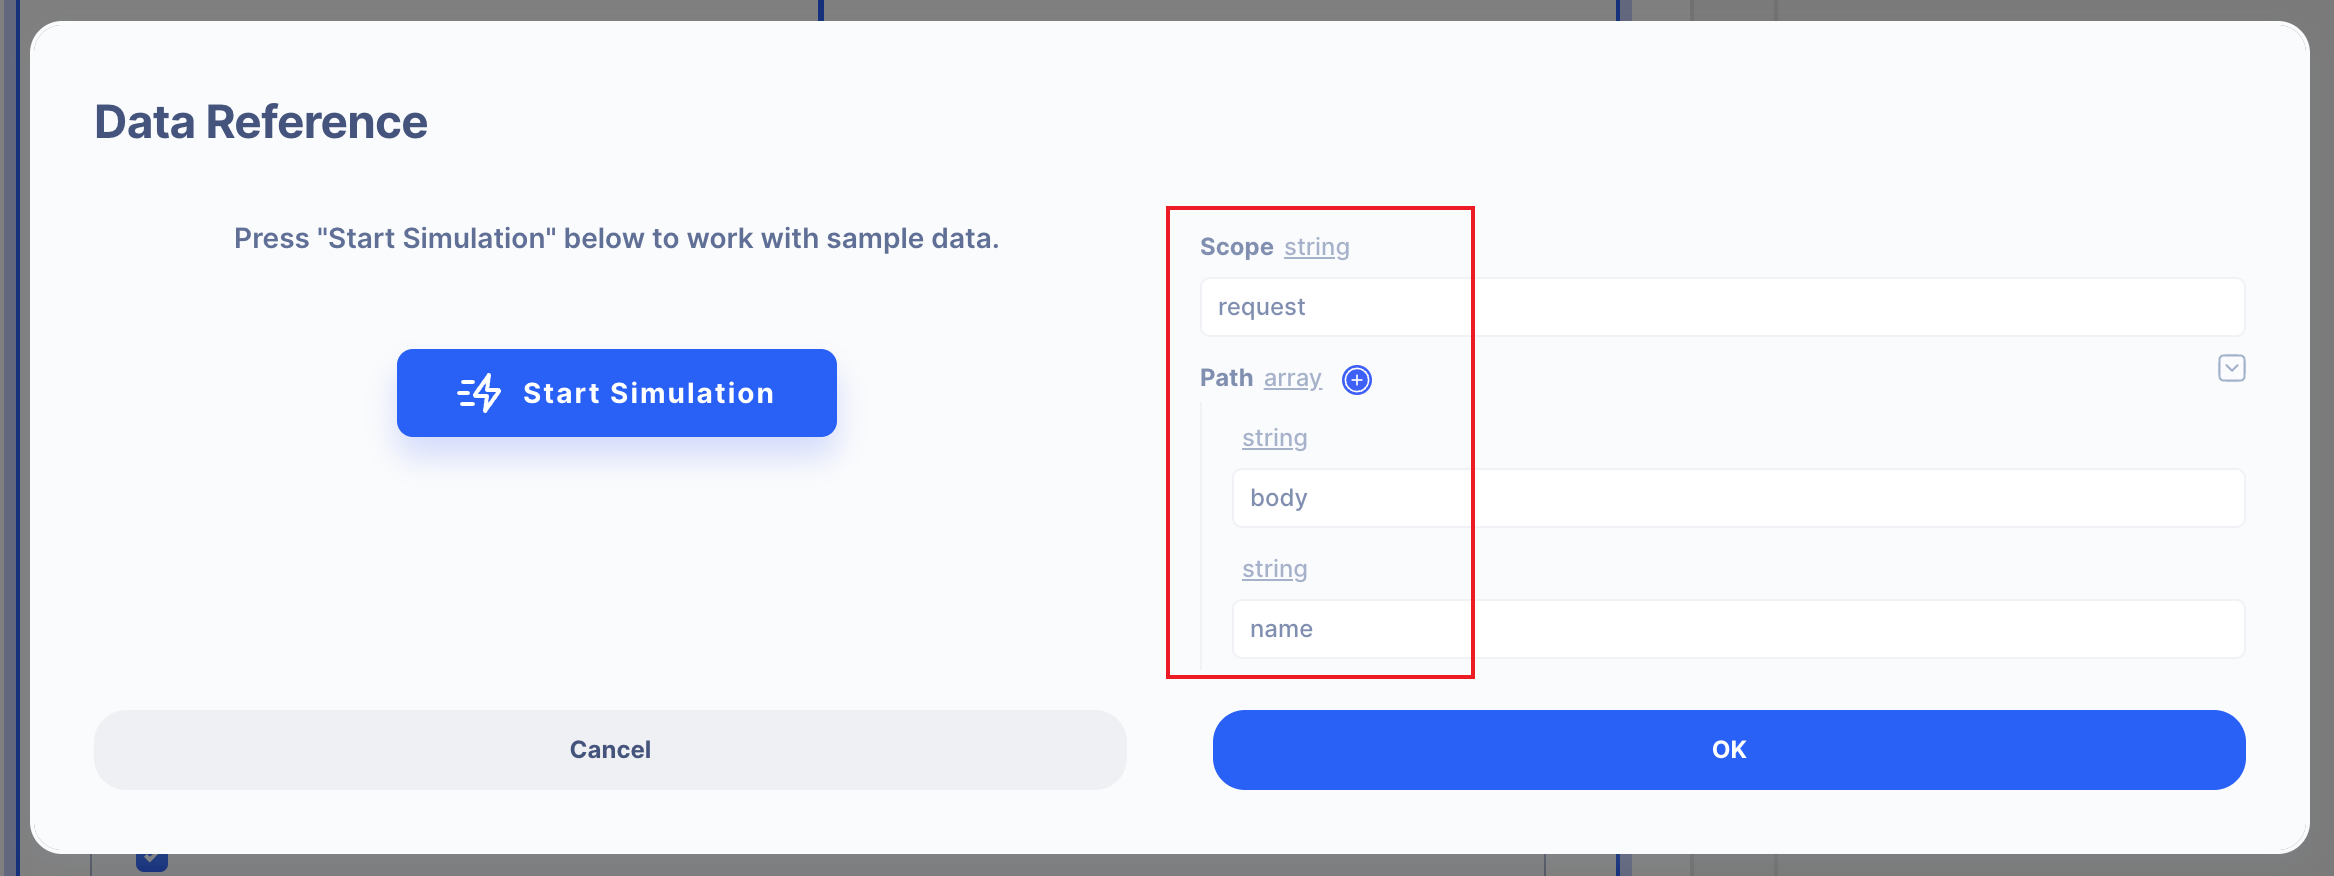 Data Reference
Press "Start Simulation" below to work with sample data.
Start Simulation
Scope string
request
Path array
string
body
string
name
Cancel
OK